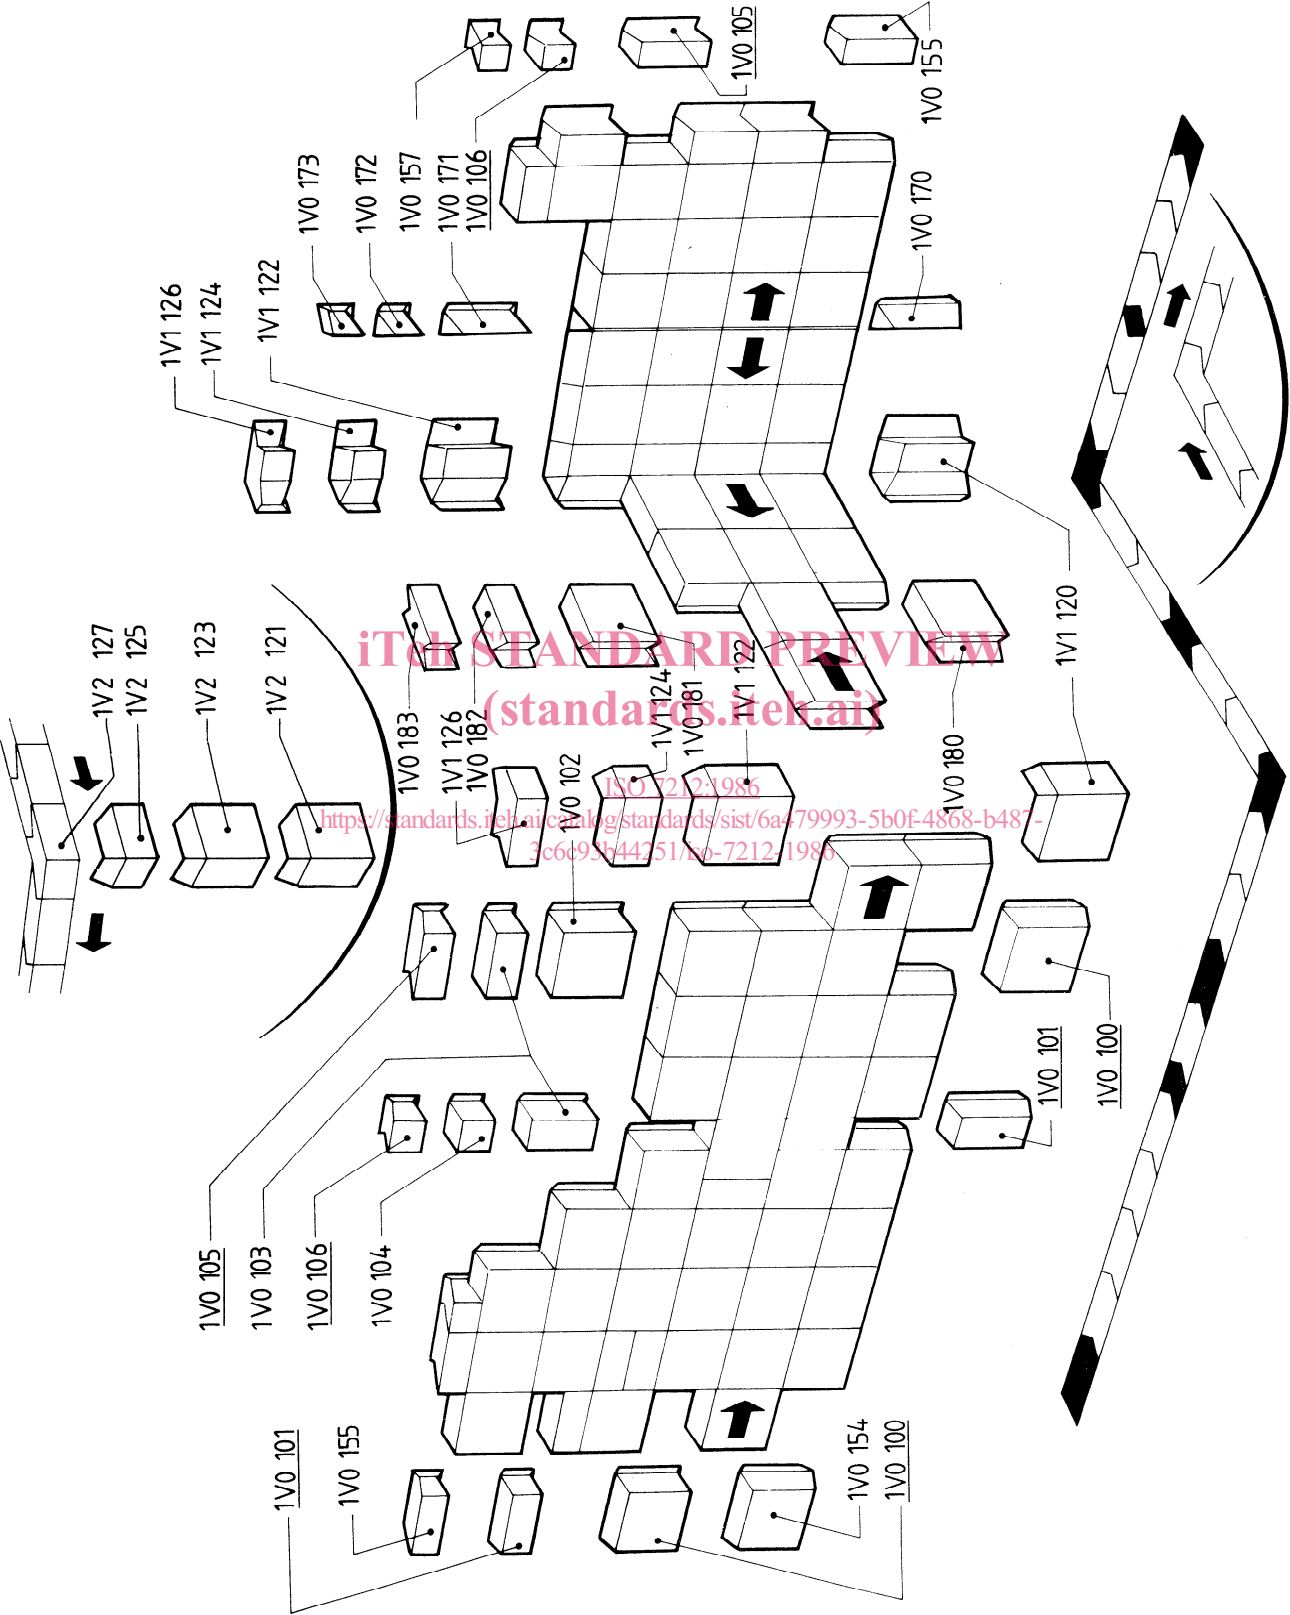 1V0 105
1V0 155
1V0 173
1V0 172
1V0 157
1V0 171
1V0 106
1V0 170
1V1 126
1V1 124
1V1 122
1V2 127
1V2 125
1V2 123
1V2 121
1V0 183
1V1 126
1V0 182
1V1 124
1V0 181
1V1 122
1V0 180
1V1 120
iTeh STANDARD PREVIEW
(standards.iteh.ai)
ISO 7212:1986
https://standards.iteh.ai/catalog/standards/sist/6a479993-5b0f-4868-b487-
3c6c93b44251/iso-7212-1986
1V0 102
1V0 101
1V0 100
1V0 105
1V0 103
1V0 106
1V0 104
1V0 101
1V0 155
1V0 154
1V0 100